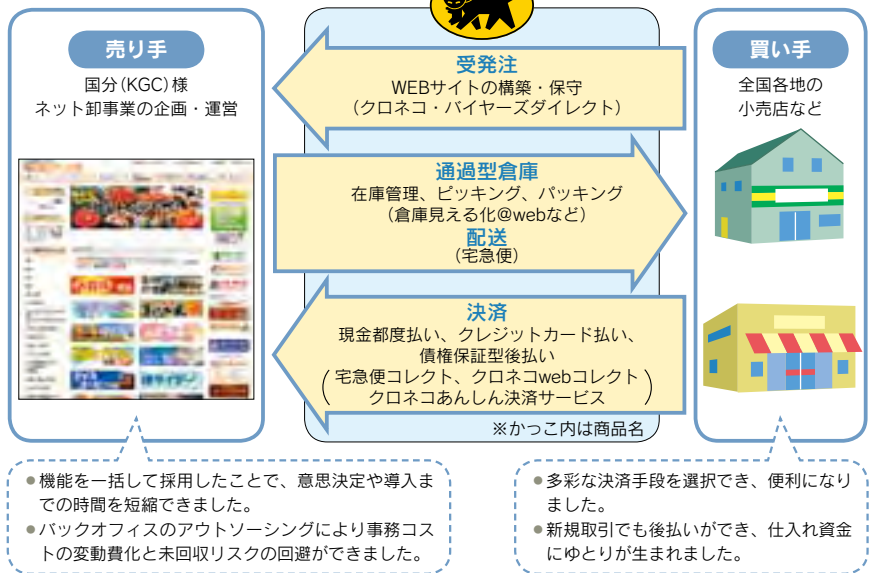 売り手
国分(KGC)様
ネット卸事業の企画・運営
受発注
WEBサイトの構築・保守
(クロネコ・バイヤーズダイレクト)
通過型倉庫
在庫管理、ピッキング、パッキング
(倉庫見える化@webなど)
配送
(宅急便)
決済
現金都度払い、クレジットカード払い、
債権保証型後払い
(宅急便コレクト、クロネコwebコレクト
クロネコあんしん決済サービス)
※かっこ内は商品名
買い手
全国各地の
小売店など
●機能を一括して採用したことで、意思決定や導入ま
での時間を短縮できました。
●バックオフィスのアウトソーシングにより事務コス
トの変動費化と未回収リスクの回避ができました。
●多彩な決済手段を選択でき、便利になり
ました。
●新規取引でも後払いができ、仕入れ資金
にゆとりが生まれました。